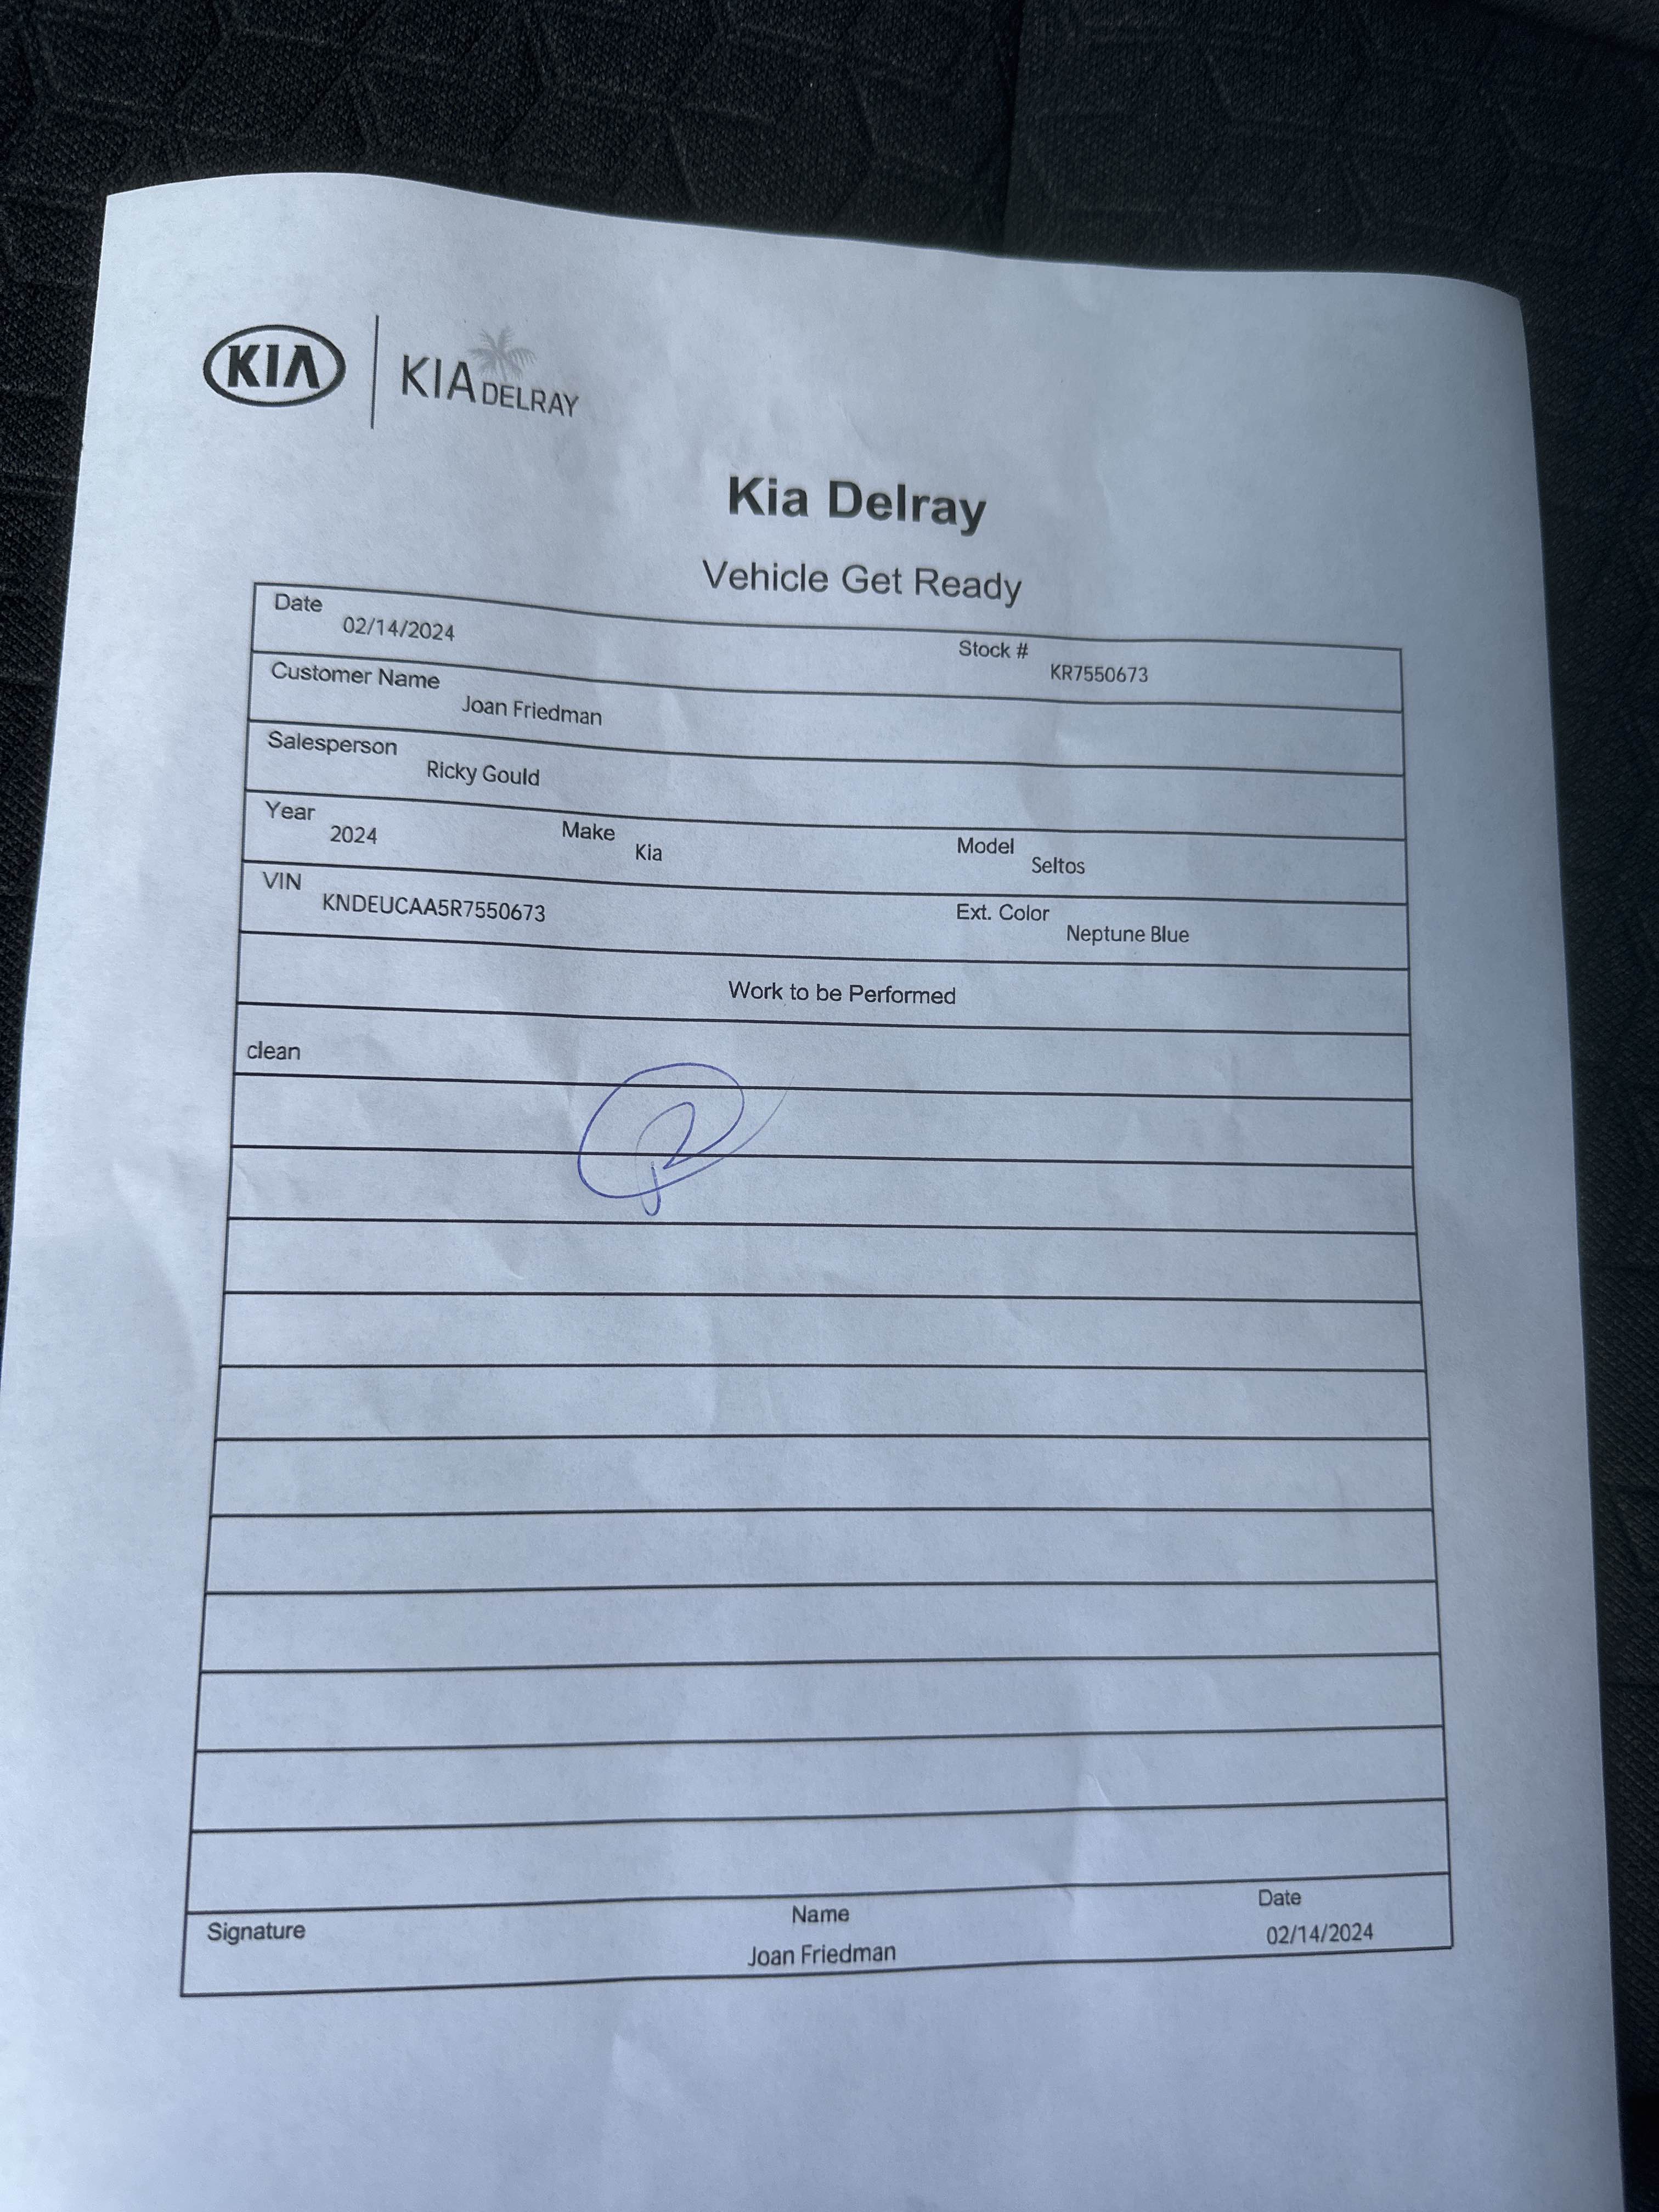 KIA KIA DELRAY
Kia Delray
Vehicle Get Ready
Date 02/14/2024 Stock # KR7550673
Customer Name Joan Friedman
Salesperson Ricky Gould
Year 2024 Make Kia Model Seltos
VIN KNDEUCAA5R7550673 Ext. Color Neptune Blue
Work to be Performed
clean
Signature Name Date
Joan Friedman 02/14/2024